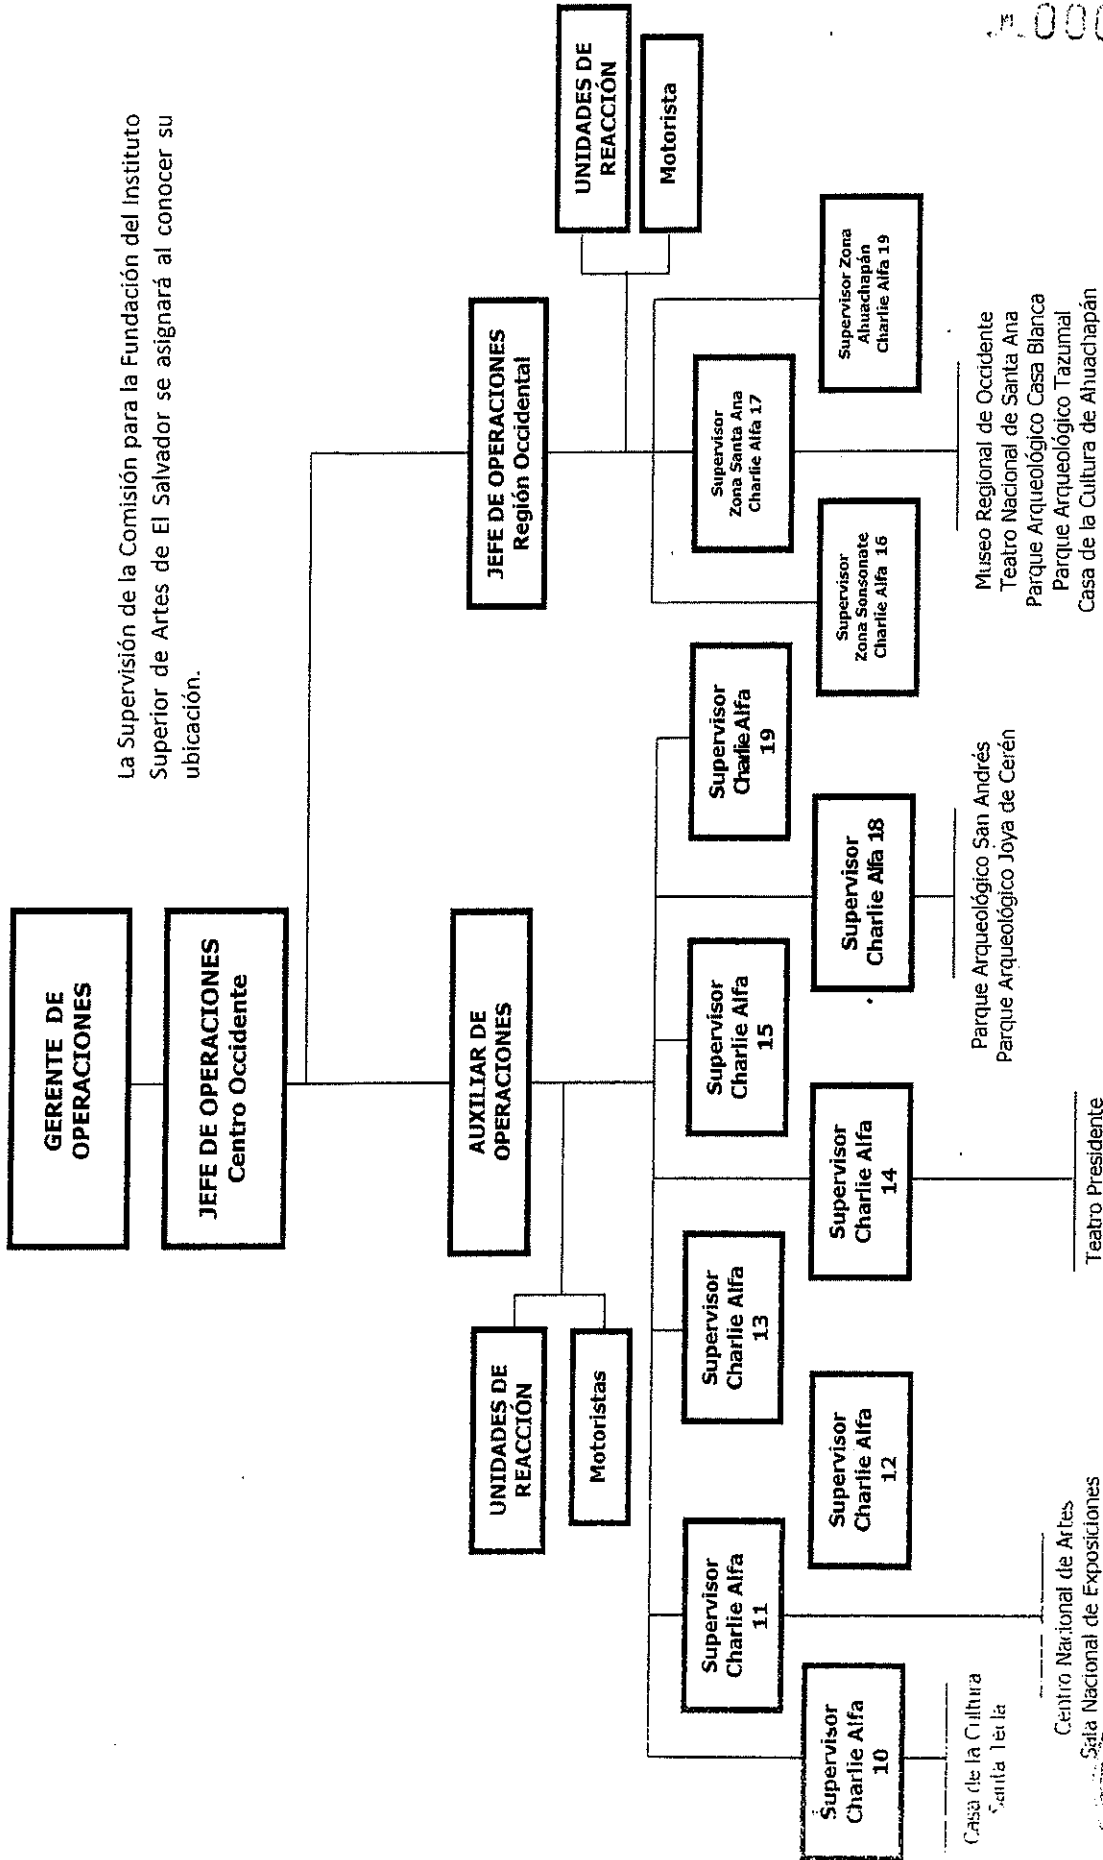 GERENTE DE
OPERACIONES
JEFE DE OPERACIONES
Centro Occidente
La Supervisión de la Comisión para la Fundación del Instituto
Superior de Artes de El Salvador se asignará al conocer su
ubicación.
AUXILIAR DE
OPERACIONES
JEFE DE OPERACIONES
Región Occidental
UNIDADES DE
REACCIÓN
Motoristas
UNIDADES DE
REACCIÓN
Motorista
Supervisor
Charlie Alfa
10
Supervisor
Charlie Alfa
11
Supervisor
Charlie Alfa
12
Supervisor
Charlie Alfa
13
Supervisor
Charlie Alfa
14
Supervisor
Charlie Alfa
15
Supervisor
Charlie Alfa 18
Supervisor
Charlie Alfa
19
Supervisor
Zona Sonsonate
Charlie Alfa 16
Supervisor
Zona Santa Ana
Charlie Alfa 17
Supervisor Zona
Ahuachapán
Charlie Alfa 19
Casa de la Cultura
Santa Tecla
Centro Nacional de Artes
Sala Nacional de Exposiciones
Teatro Presidente
Parque Arqueológico San Andrés
Parque Arqueológico Joya de Cerén
Museo Regional de Occidente
Teatro Nacional de Santa Ana
Parque Arqueológico Casa Blanca
Parque Arqueológico Tazumal
Casa de la Cultura de Ahuachapán
000